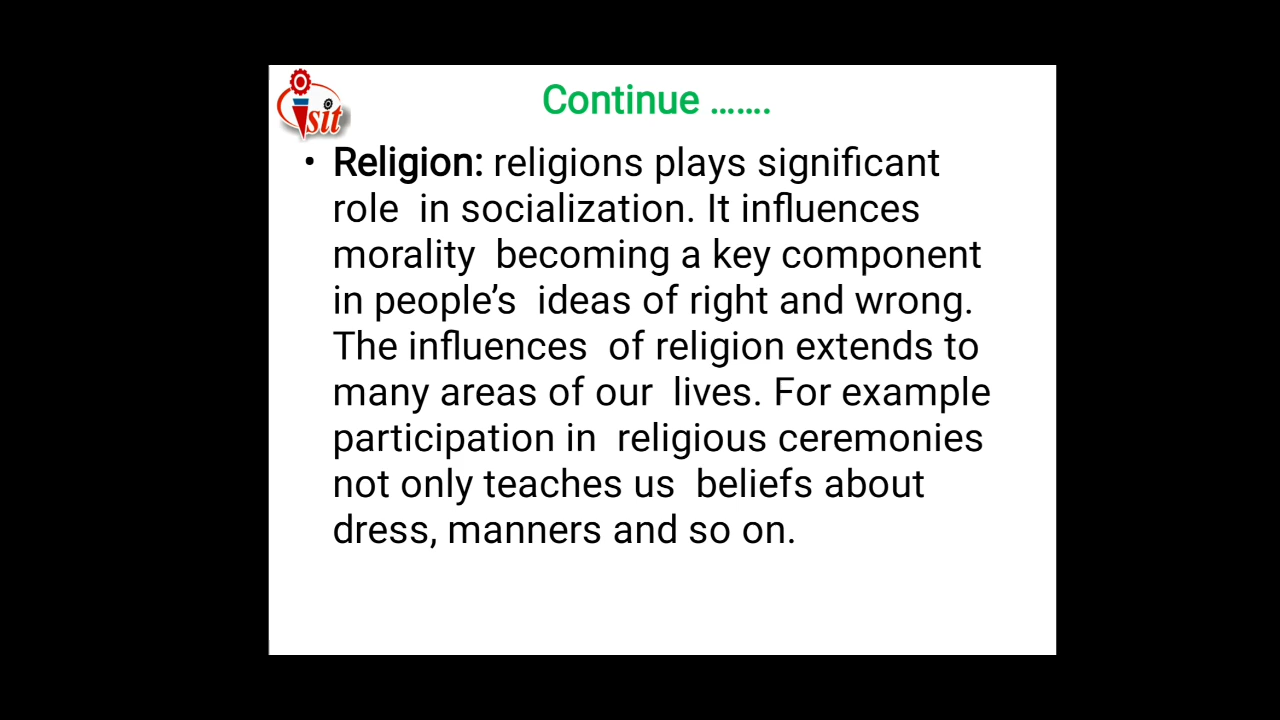 isit
Continue .......
• Religion: religions plays significant
role in socialization. It influences
morality becoming a key component
in people’s ideas of right and wrong.
The influences of religion extends to
many areas of our lives. For example
participation in religious ceremonies
not only teaches us beliefs about
dress, manners and so on.